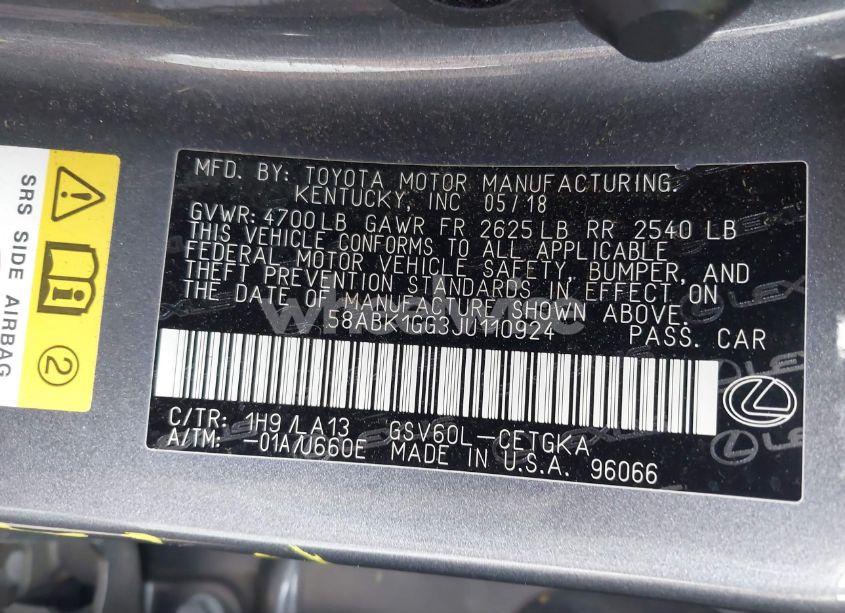 SRS SIDE AIRBAG
2
MFD. BY: TOYOTA MOTOR MANUFACTURING.
KENTUCKY, INC 05/18
GVWR: 4700LB GAWR FR 2625LB RR 2540 LB
THIS VEHICLE CONFORMS TO ALL APPLICABLE
FEDERAL MOTOR VEHICLE SAFETY, BUMPER, AND
THEFT PREVENTION STANDARDS IN EFFECT ON
THE DATE OF MANUFACTURE SHOWN ABOVE.
58ABK1GG3JU110924 PASS. CAR
C/TR: 1H9/LA13 GSV60L-CETGKA
A/TM: -01A/U660E MADE IN U.S.A. 96066